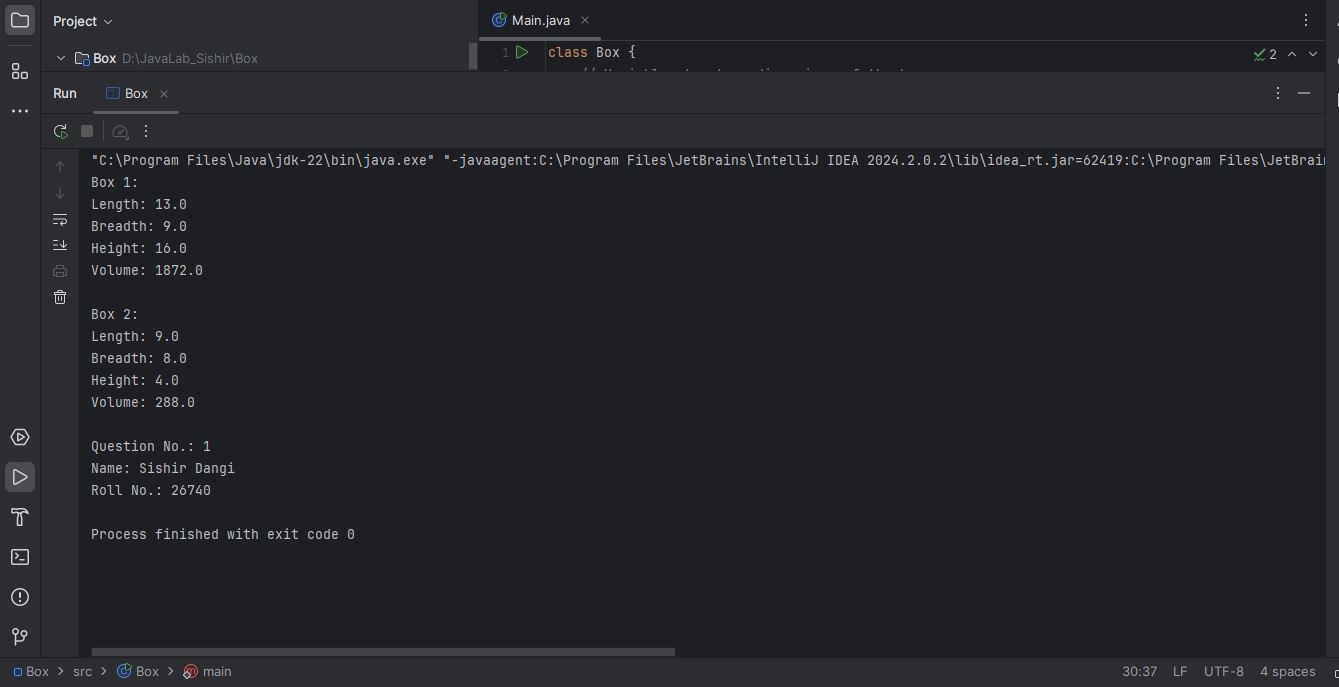 Project
Main.java
Box D:\JavaLab_Sishir\Box
1 class Box {
2
Run Box
"C:\Program Files\Java\jdk-22\bin\java.exe" "-javaagent:C:\Program Files\JetBrains\IntelliJ IDEA 2024.2.0.2\lib\idea_rt.jar=62419:C:\Program Files\JetBrain
Box 1:
Length: 13.0
Breadth: 9.0
Height: 16.0
Volume: 1872.0
Box 2:
Length: 9.0
Breadth: 8.0
Height: 4.0
Volume: 288.0
Question No.: 1
Name: Sishir Dangi
Roll No.: 26740
Process finished with exit code 0
Box > src > Box > main
30:37 LF UTF-8 4 spaces